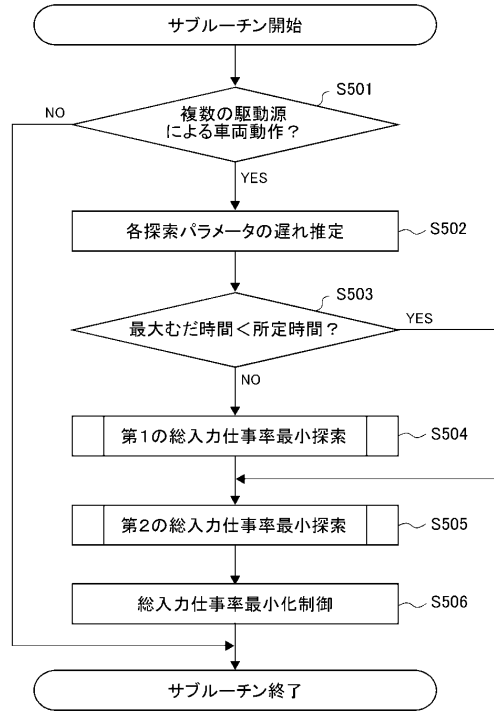 サブルーチン開始
S501
複数の駆動源
による車両動作？
NO
YES
各探索パラメータの遅れ推定
S502
S503
最大むだ時間＜所定時間？
YES
NO
第１の総入力仕事率最小探索
S504
第２の総入力仕事率最小探索
S505
総入力仕事率最小化制御
S506
サブルーチン終了